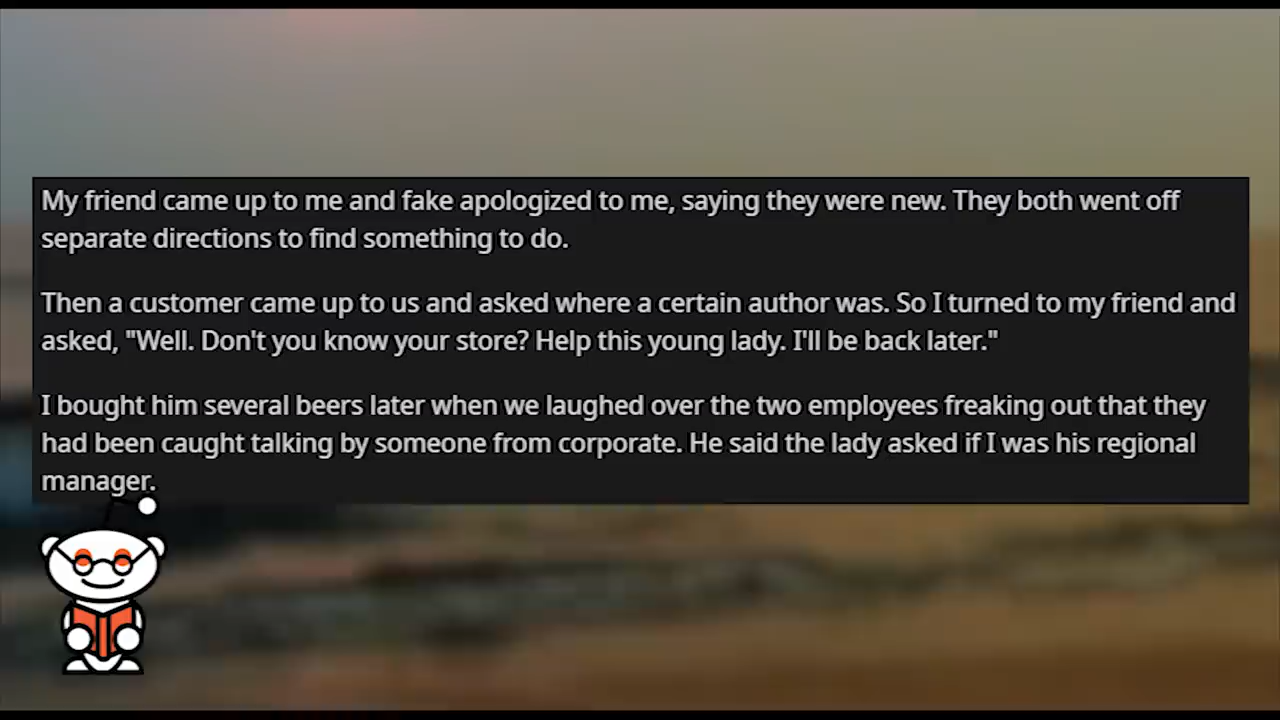 My friend came up to me and fake apologized to me, saying they were new. They both went off
separate directions to find something to do.
Then a customer came up to us and asked where a certain author was. So I turned to my friend and
asked, "Well. Don't you know your store? Help this young lady. I'll be back later."
I bought him several beers later when we laughed over the two employees freaking out that they
had been caught talking by someone from corporate. He said the lady asked if I was his regional
manager.